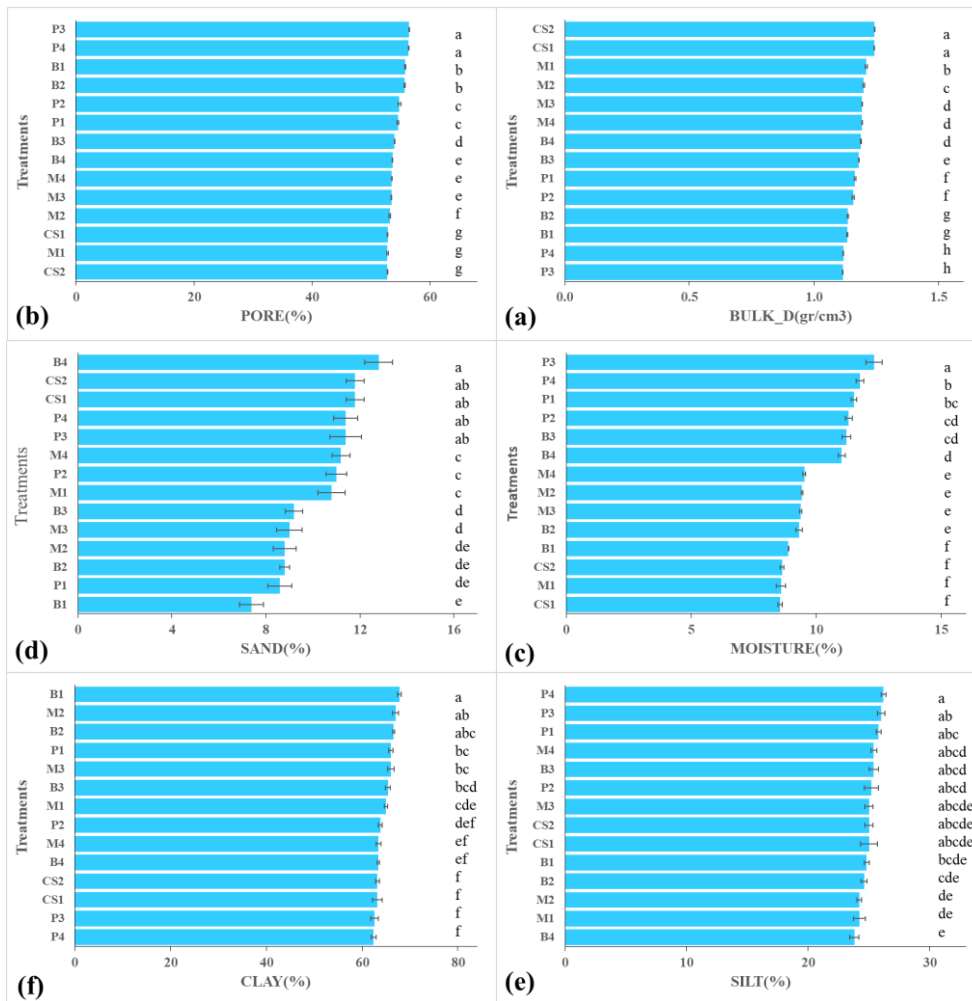 Treatments
P3 a
P4 a
B1 b
B2 b
P2 c
P1 c
B3 d
B4 e
M4 e
M3 e
M2 f
CS1 g
M1 g
CS2 g
0 20 40 60
(b) PORE(%)
Treatments
CS2 a
CS1 a
M1 b
M2 c
M3 d
M4 d
B4 d
B3 e
P1 f
P2 f
B2 g
B1 g
P4 h
P3 h
0.0 0.5 1.0 1.5
(a) BULK_D(gr/cm3)
Treatments
B4 a
CS2 ab
CS1 ab
P4 ab
P3 ab
M4 c
P2 c
M1 c
B3 d
M3 d
M2 de
B2 de
P1 de
B1 e
0 4 8 12 16
(d) SAND(%)
Treatments
P3 a
P4 b
P1 bc
P2 cd
B3 cd
B4 d
M4 e
M2 e
M3 e
B2 e
B1 f
CS2 f
M1 f
CS1 f
0 5 10 15
(c) MOISTURE(%)
Treatments
B1 a
M2 ab
B2 abc
P1 bc
M3 bc
B3 bcd
M1 cde
P2 def
M4 ef
B4 ef
CS2 f
CS1 f
P3 f
P4 f
0 20 40 60 80
(f) CLAY(%)
Treatments
P4 a
P3 ab
P1 abc
M4 abcd
B3 abcd
P2 abcd
M3 abcde
CS2 abcde
CS1 abcde
B1 bcde
B2 cde
M2 de
M1 de
B4 e
0 10 20 30
(e) SILT(%)